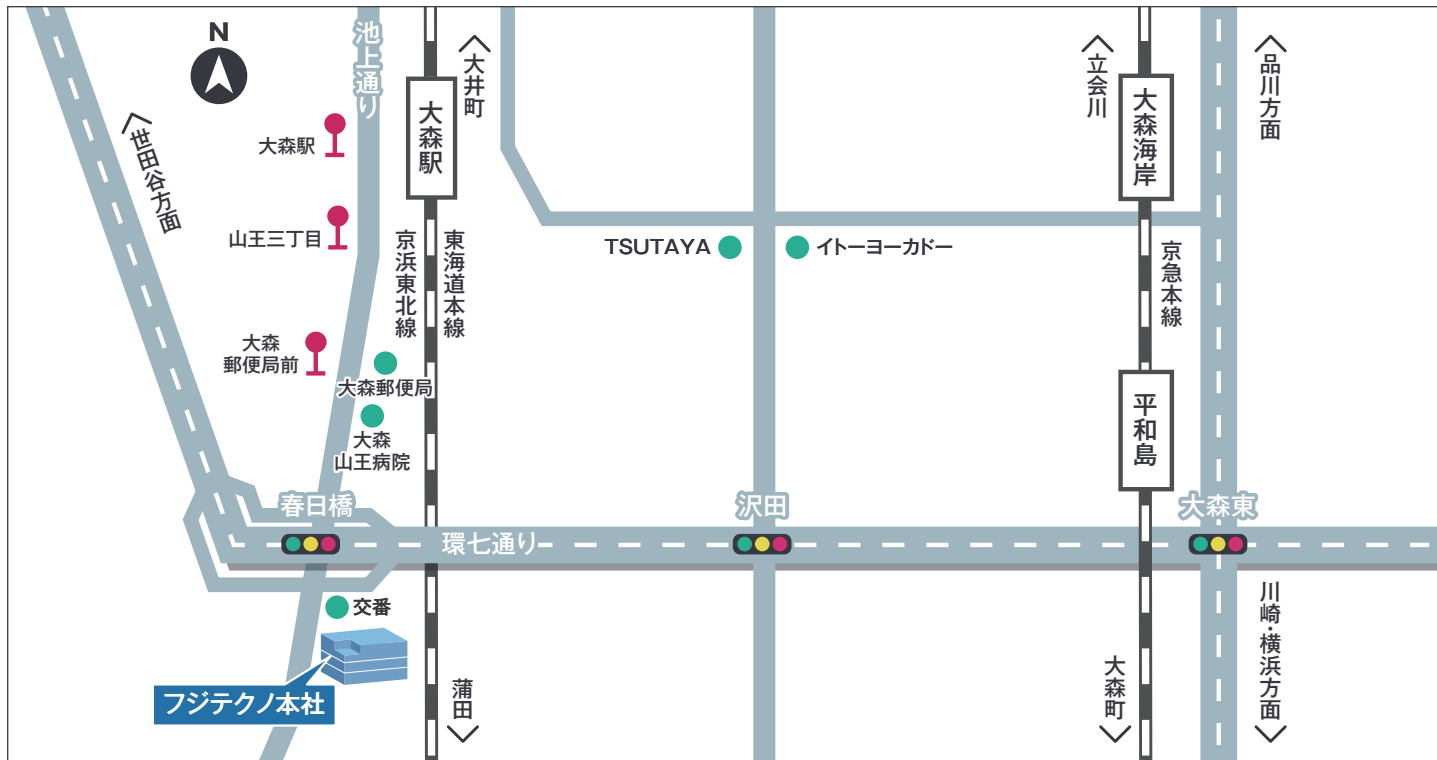 N
池上通り
大井町
立会川
品川方面
世田谷方面
大森駅
大森駅
大森海岸
山王三丁目
京浜東北線
東海道本線
TSUTAYA
イトーヨーカドー
京急本線
大森
郵便局前
大森郵便局
大森
山王病院
平和島
春日橋
沢田
大森東
環七通り
交番
フジテクノ本社
蒲田
大森町
川崎・横浜方面